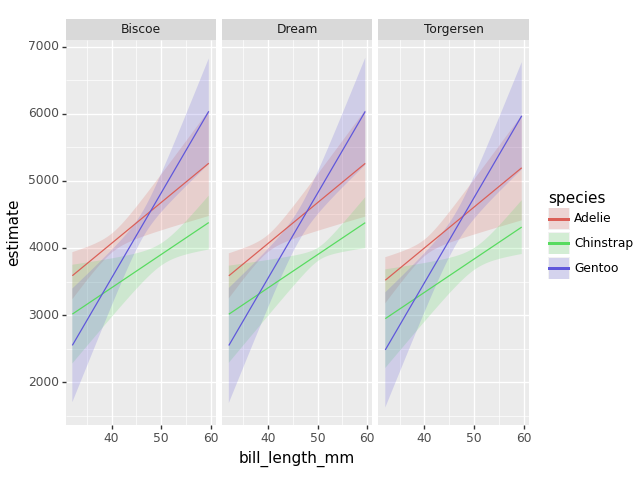 Biscoe Dream Torgersen
7000
6000
5000
4000
3000
2000
estimate
species
Adelie
Chinstrap
Gentoo
40 50 60 40 50 60 40 50 60
bill_length_mm